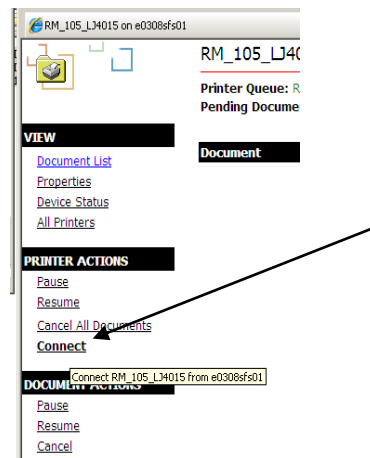 RM_105_LJ4015 on e0308sfs01
RM_105_LJ40
Printer Queue: R
Pending Docume
VIEW
Document List
Properties
Device Status
All Printers
Document
PRINTER ACTIONS
Pause
Resume
Cancel All Documents
Connect
Connect RM_105_LJ4015 from e0308sfs01
DOCUMENT ACTIONS
Pause
Resume
Cancel